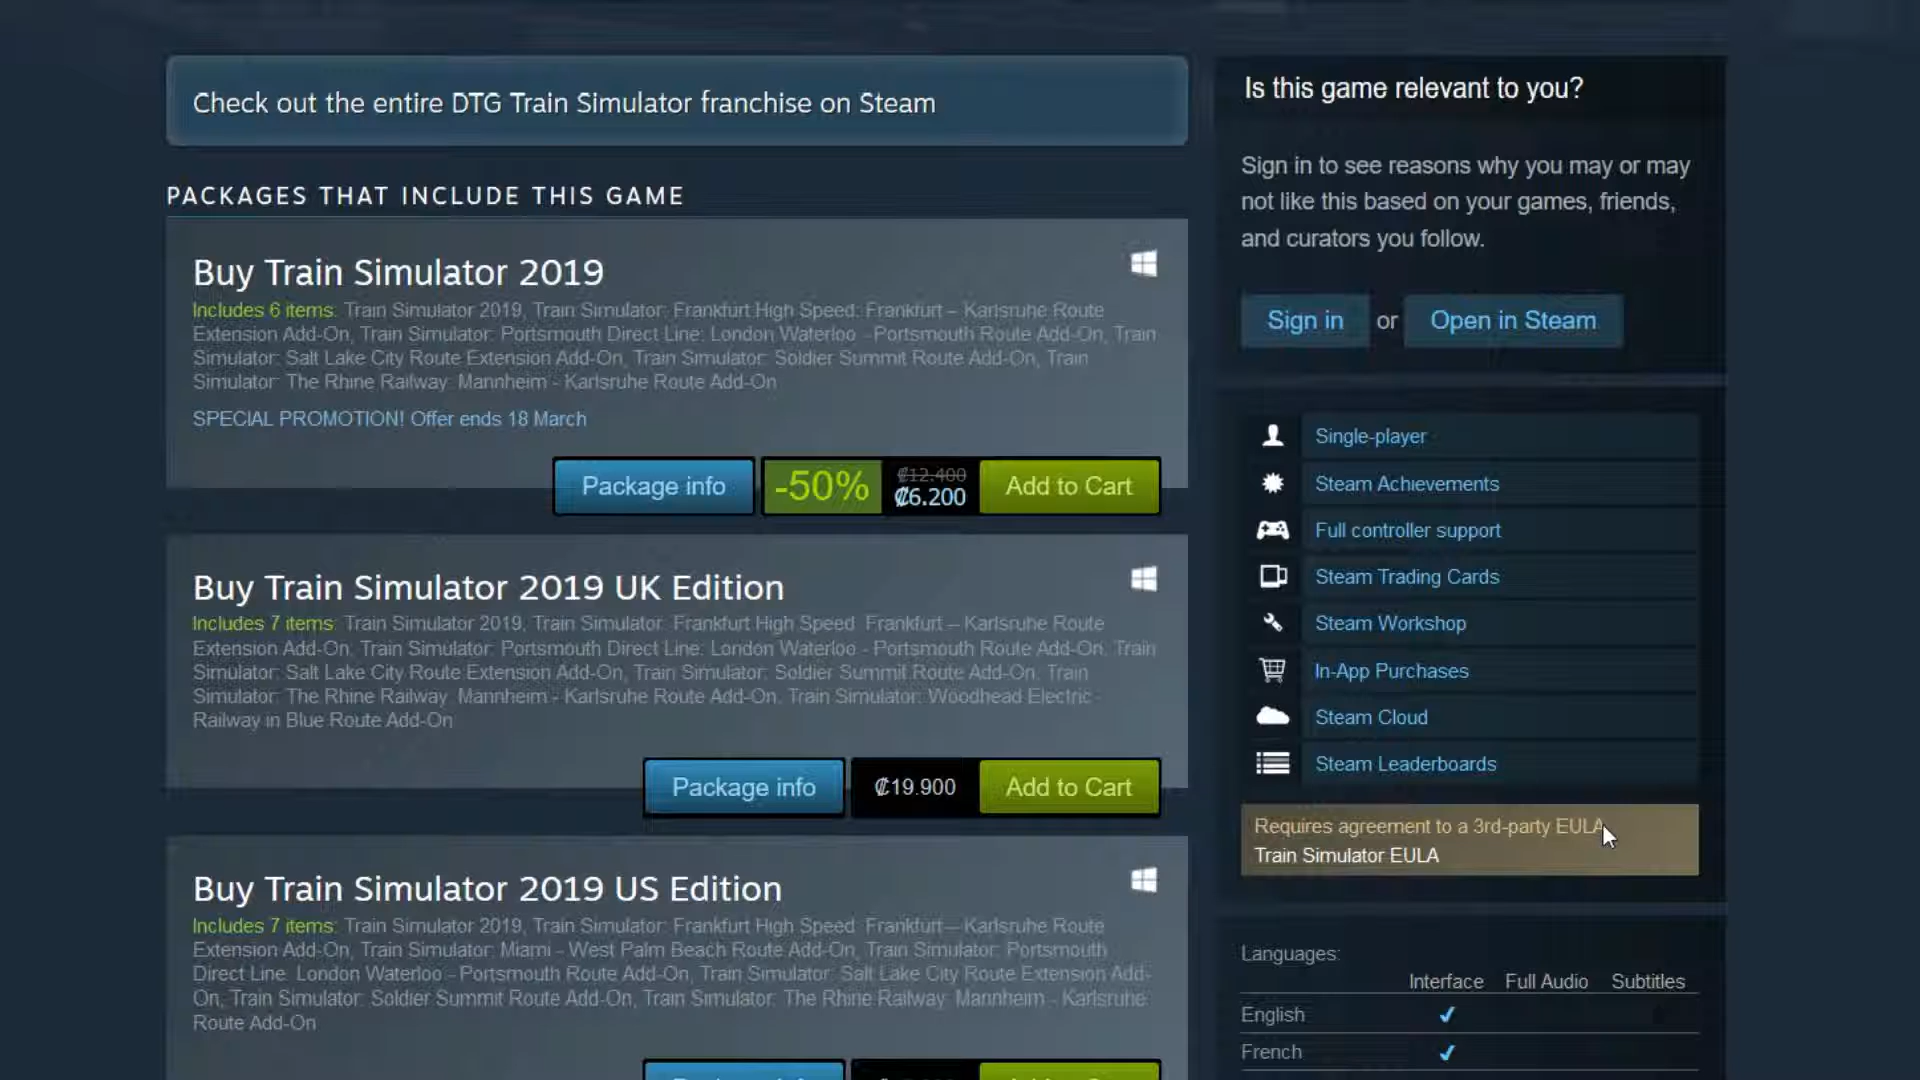 Check out the entire DTG Train Simulator franchise on Steam
PACKAGES THAT INCLUDE THIS GAME
Buy Train Simulator 2019
Includes 6 items: Train Simulator 2019, Train Simulator: Frankfurt High Speed: Frankfurt – Karlsruhe Route
Extension Add-On, Train Simulator: Portsmouth Direct Line: London Waterloo - Portsmouth Route Add-On, Train
Simulator: Salt Lake City Route Extension Add-On, Train Simulator: Soldier Summit Route Add-On, Train
Simulator: The Rhine Railway: Mannheim - Karlsruhe Route Add-On
SPECIAL PROMOTION! Offer ends 18 March
Package info
-50%
₡12.400
₡6.200
Add to Cart
Buy Train Simulator 2019 UK Edition
Includes 7 items: Train Simulator 2019, Train Simulator: Frankfurt High Speed: Frankfurt – Karlsruhe Route
Extension Add-On, Train Simulator: Portsmouth Direct Line: London Waterloo - Portsmouth Route Add-On, Train
Simulator: Salt Lake City Route Extension Add-On, Train Simulator: Soldier Summit Route Add-On, Train
Simulator: The Rhine Railway: Mannheim - Karlsruhe Route Add-On, Train Simulator: Woodhead Electric
Railway in Blue Route Add-On
Package info
₡19.900
Add to Cart
Buy Train Simulator 2019 US Edition
Includes 7 items: Train Simulator 2019, Train Simulator: Frankfurt High Speed: Frankfurt – Karlsruhe Route
Extension Add-On, Train Simulator: Miami - West Palm Beach Route Add-On, Train Simulator: Portsmouth
Direct Line: London Waterloo - Portsmouth Route Add-On, Train Simulator: Salt Lake City Route Extension Add-
On, Train Simulator: Soldier Summit Route Add-On, Train Simulator: The Rhine Railway: Mannheim - Karlsruhe
Route Add-On
Is this game relevant to you?
Sign in to see reasons why you may or may
not like this based on your games, friends,
and curators you follow.
Sign in or Open in Steam
Single-player
Steam Achievements
Full controller support
Steam Trading Cards
Steam Workshop
In-App Purchases
Steam Cloud
Steam Leaderboards
Requires agreement to a 3rd-party EULA
Train Simulator EULA
Languages:
Interface Full Audio Subtitles
English ✔
French ✔